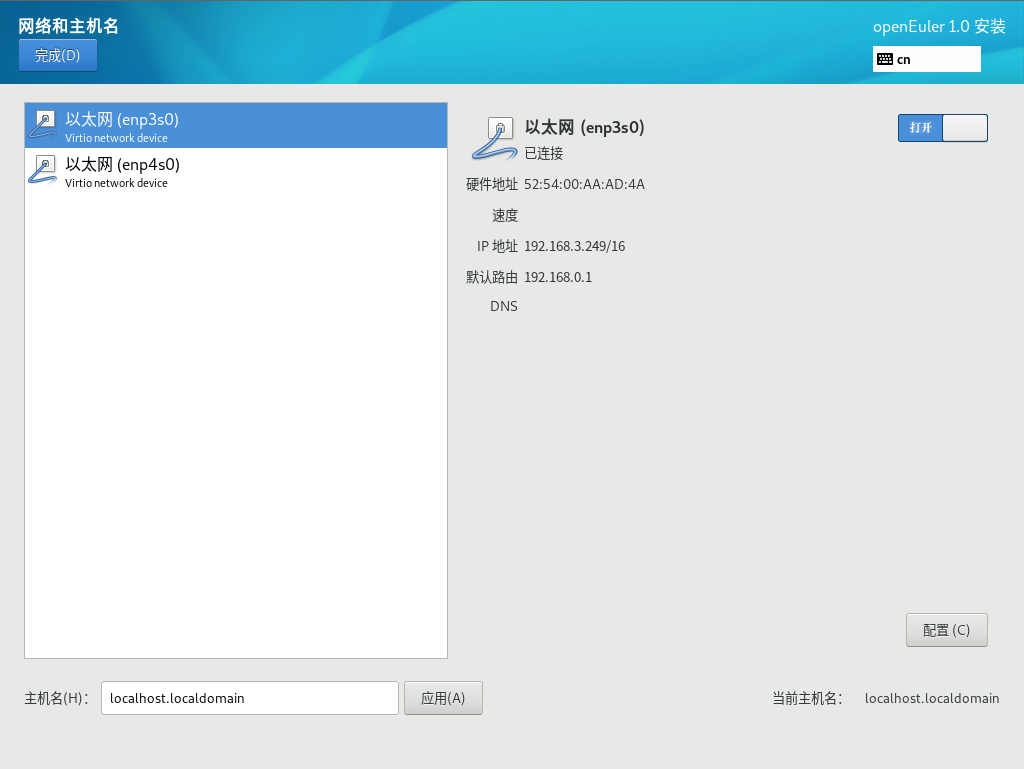 网络和主机名
完成(D)
openEuler 1.0 安装
cn
以太网 (enp3s0)
Virtio network device
以太网 (enp4s0)
Virtio network device
以太网 (enp3s0)
已连接
打开
硬件地址 52:54:00:AA:AD:4A
速度
IP 地址 192.168.3.249/16
默认路由 192.168.0.1
DNS
配置 (C)
主机名(H): localhost.localdomain 应用(A)
当前主机名: localhost.localdomain